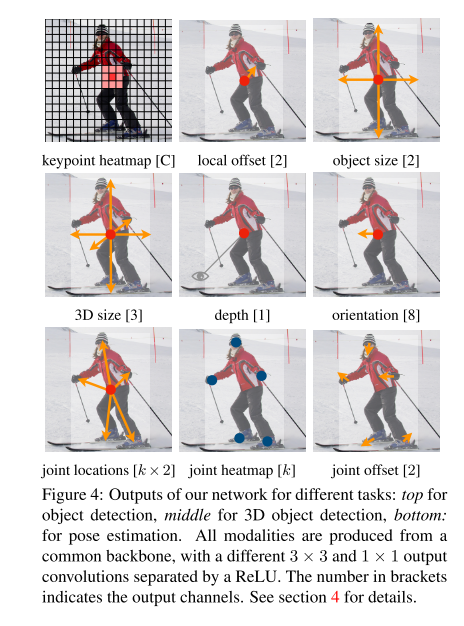 keypoint heatmap [C] local offset [2] object size [2]
3D size [3] depth [1] orientation [8]
joint locations [k × 2] joint heatmap [k] joint offset [2]
Figure 4: Outputs of our network for different tasks: top for
object detection, middle for 3D object detection, bottom:
for pose estimation. All modalities are produced from a
common backbone, with a different 3 × 3 and 1 × 1 output
convolutions separated by a ReLU. The number in brackets
indicates the output channels. See section 4 for details.